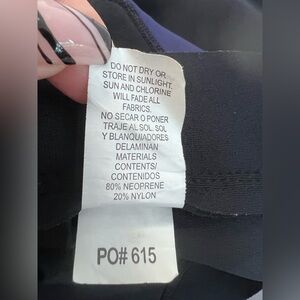 DO NOT DRY OR
STORE IN SUNLIGHT.
SUN AND CHLORINE
WILL FADE ALL
FABRICS.
NO SECAR O PONER
TRAJE AL SOL. SOL
Y BLANQUIADORES
DELAMINAN
MATERIALS
CONTENTS/
CONTENIDOS
80% NEOPRENE
20% NYLON
PO# 615